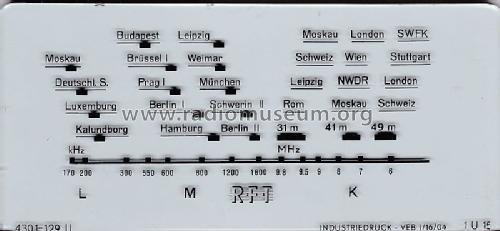 Budapest Leipzig Moskau London SWFK
Moskau Brüssel I Weimar Schweiz Wien Stuttgart
Deutschl. S. Prag I München Leipzig NWDR London
Luxemburg Berlin I Schwerin II Rom Moskau Schweiz
www.radiomuseum.org
Kalundborg Hamburg Berlin II 31 m 41 m 49 m
kHz MHz
170 200 300 550 600 800 1200 1600 9.8 9.5 9 8 7 6
L M RFT K
4301-129 II INDUSTRIEDRUCK - VEB 1/16/04 1 U 15